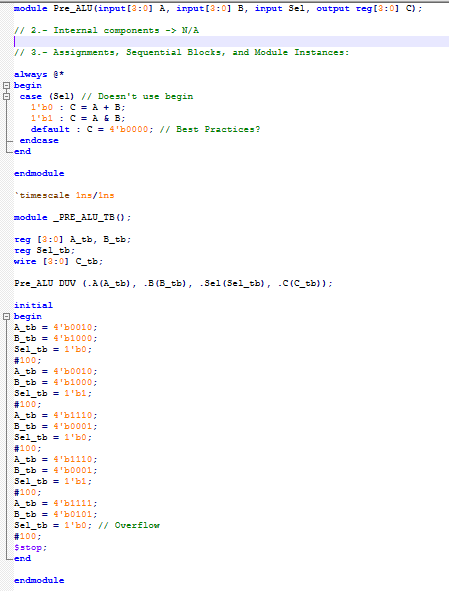 module Pre_ALU(input[3:0] A, input[3:0] B, input Sel, output reg[3:0] C);
// 2.- Internal components -> N/A
// 3.- Assignments, Sequential Blocks, and Module Instances:
always @*
begin
case (Sel) // Doesn't use begin
1'b0 : C = A + B;
1'b1 : C = A & B;
default : C = 4'b0000; // Best Practices?
endcase
end
endmodule
`timescale 1ns/1ns
module _PRE_ALU_TB();
reg [3:0] A_tb, B_tb;
reg Sel_tb;
wire [3:0] C_tb;
Pre_ALU DUV (.A(A_tb), .B(B_tb), .Sel(Sel_tb), .C(C_tb));
initial
begin
A_tb = 4'b0010;
B_tb = 4'b1000;
Sel_tb = 1'b0;
#100;
A_tb = 4'b0010;
B_tb = 4'b1000;
Sel_tb = 1'b1;
#100;
A_tb = 4'b1110;
B_tb = 4'b0001;
Sel_tb = 1'b0;
#100;
A_tb = 4'b1110;
B_tb = 4'b0001;
Sel_tb = 1'b1;
#100;
A_tb = 4'b1111;
B_tb = 4'b0101;
Sel_tb = 1'b0; // Overflow
#100;
$stop;
end
endmodule